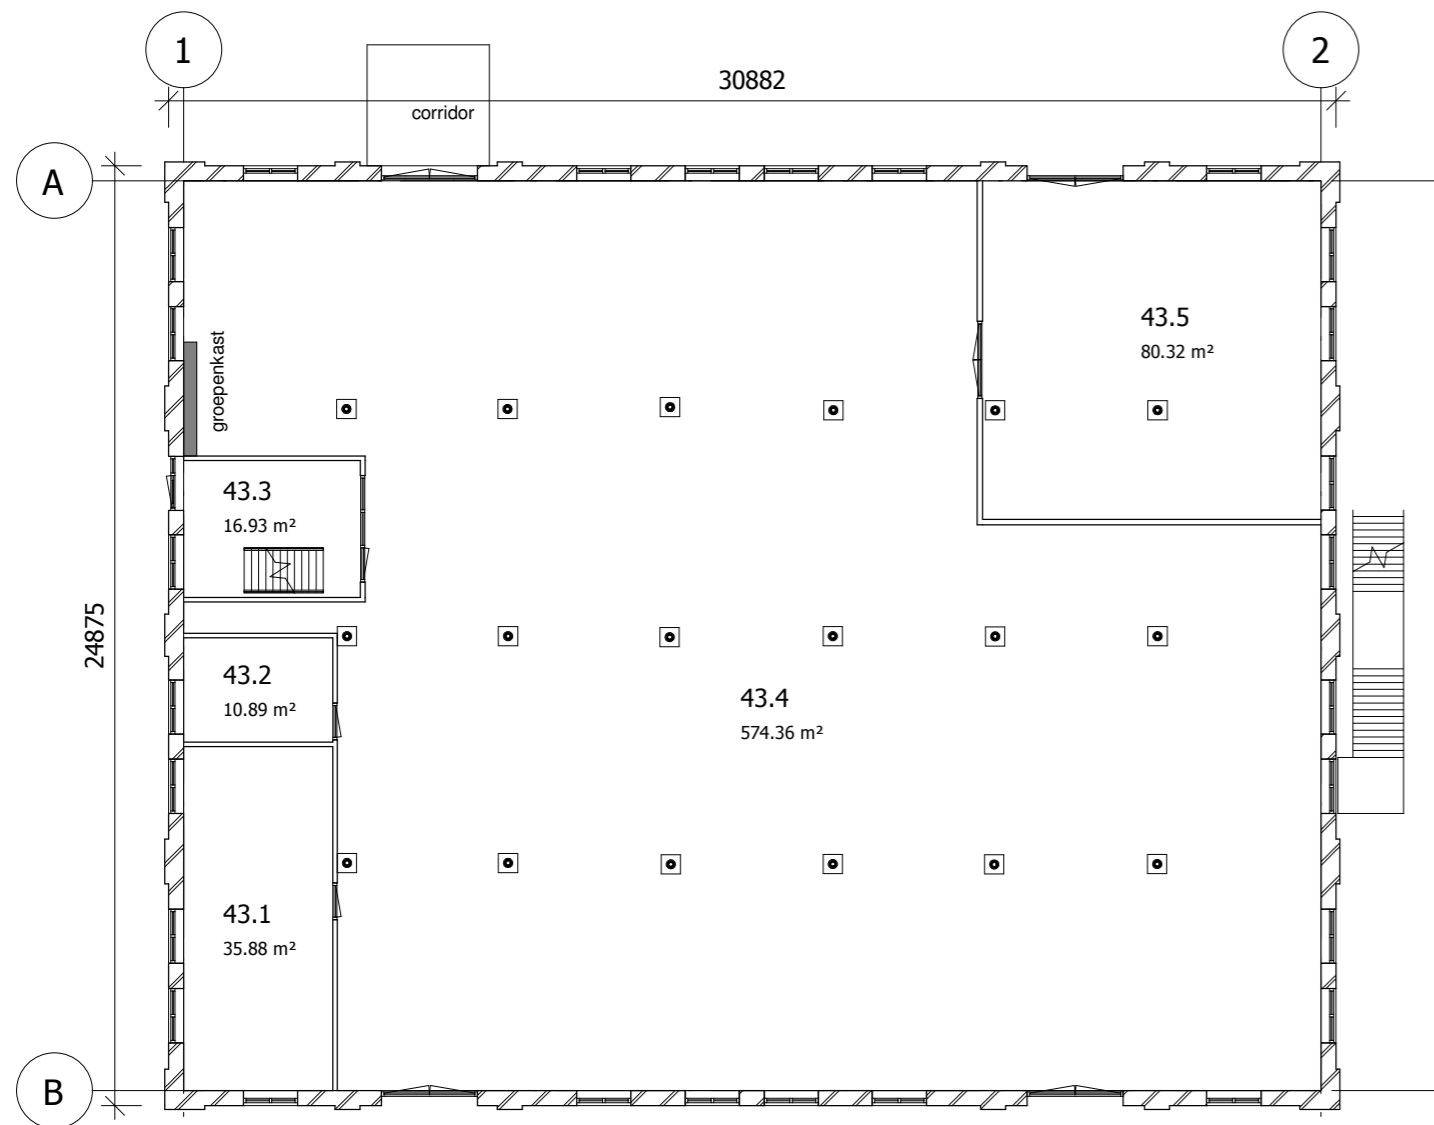 1
2
30882
corridor
A
43.5
80.32 m²
groepenkast
43.3
16.93 m²
24875
43.2
10.89 m²
43.4
574.36 m²
43.1
35.88 m²
B